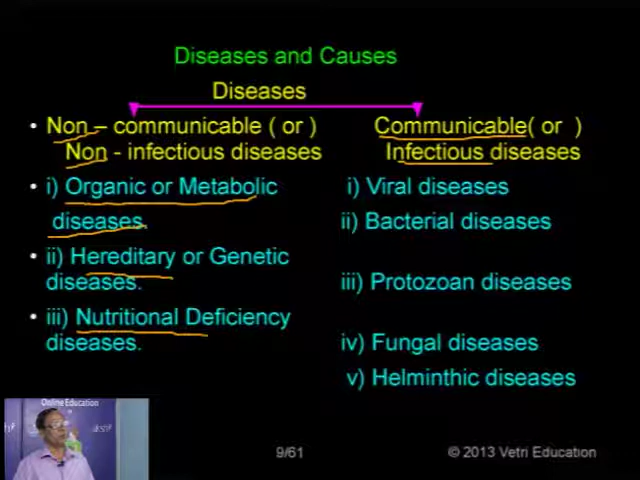 Diseases and Causes
Diseases
• Non – communicable ( or )
Non - infectious diseases
• i) Organic or Metabolic
diseases.
• ii) Hereditary or Genetic
diseases.
• iii) Nutritional Deficiency
diseases.
Communicable( or )
Infectious diseases
i) Viral diseases
ii) Bacterial diseases
iii) Protozoan diseases
iv) Fungal diseases
v) Helminthic diseases
Online Education
9/61
© 2013 Vetri Education